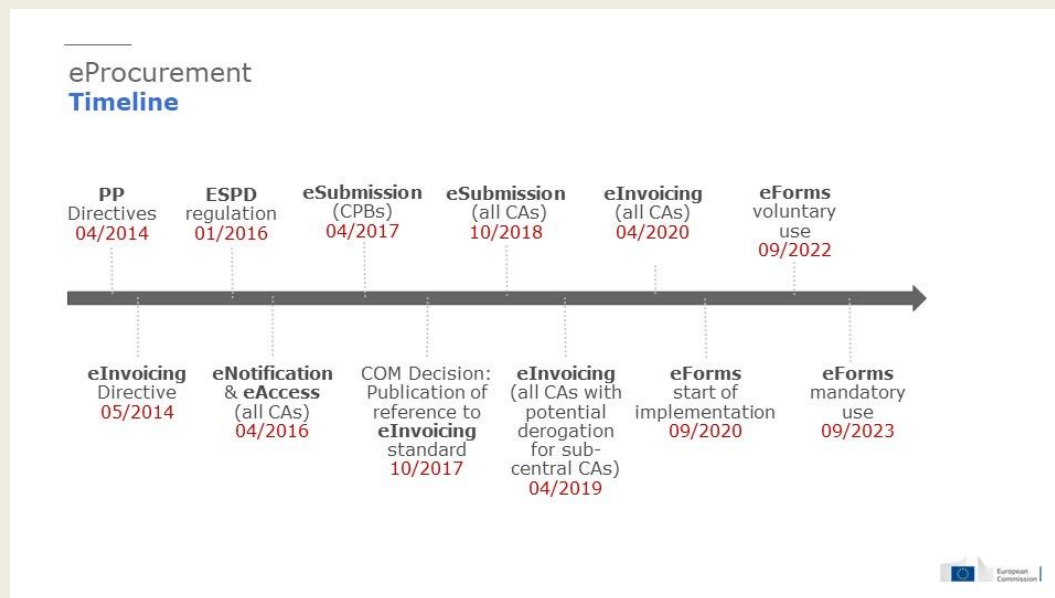 eProcurement
Timeline
PP
Directives
04/2014
ESPD
regulation
01/2016
eSubmission
(CPBs)
04/2017
eSubmission
(all CAs)
10/2018
eInvoicing
(all CAs)
04/2020
eForms
voluntary
use
09/2022
eInvoicing
Directive
05/2014
eNotification
& eAccess
(all CAs)
04/2016
COM Decision:
Publication of
reference to
eInvoicing
standard
10/2017
eInvoicing
(all CAs with
potential
derogation
for sub-
central CAs)
04/2019
eForms
start of
implementation
09/2020
eForms
mandatory
use
09/2023
European
Commission